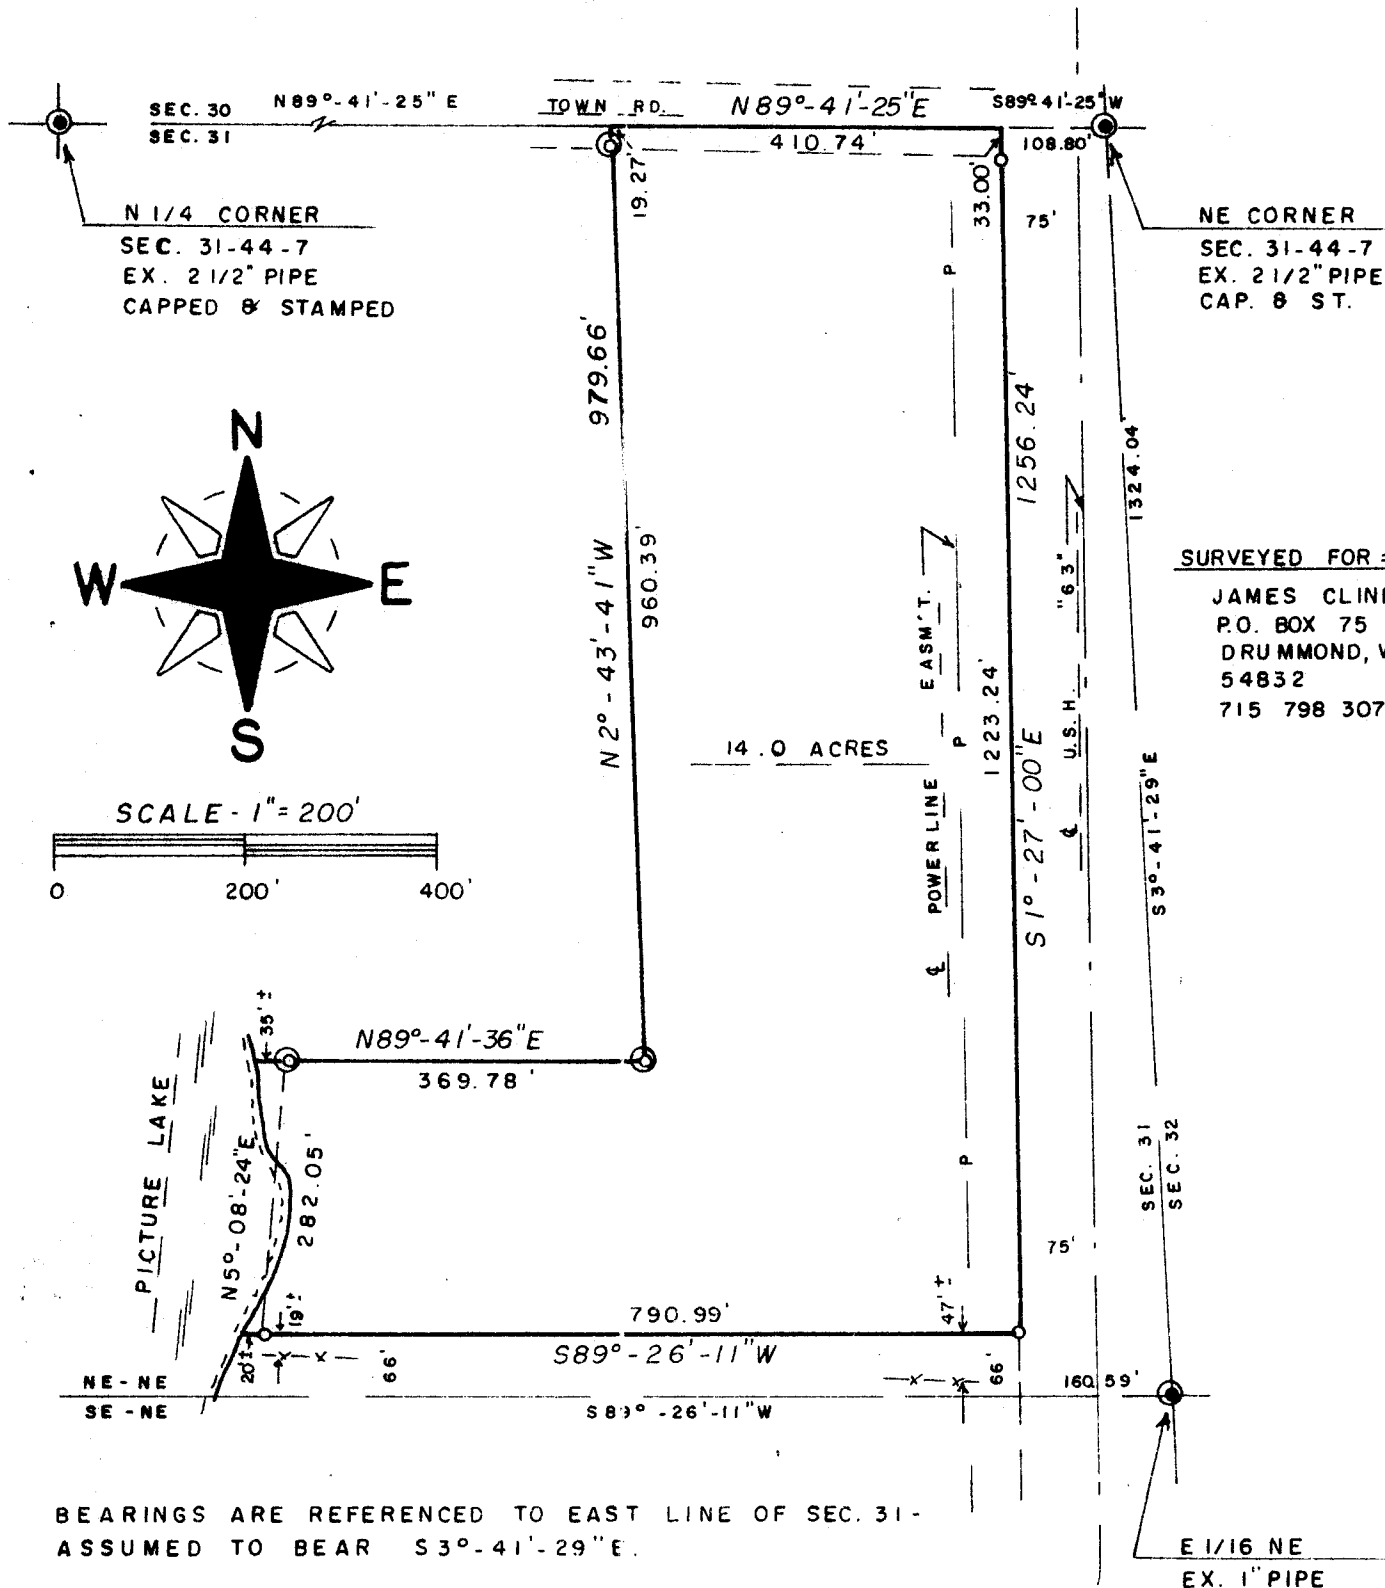 SEC. 30
SEC. 31
N89°-41'-25" E
TOWN RD.
N89°-41'-25"E
410.74'
S89°41'-25"W
108.80'
19.27'
33.00'
75'
N 1/4 CORNER
SEC. 31-44-7
EX. 2 1/2" PIPE
CAPPED & STAMPED
NE CORNER
SEC. 31-44-7
EX. 2 1/2" PIPE
CAP. & ST.
N
W
E
S
979.66'
N2°-43'-41"W
960.39'
P
1256.24'
1223.24'
S1°-27'-00"E
1324.04'
S3°-41'-29"E
U.S.H. "63"
℄
℄ POWERLINE EASM'T.
P
14.0 ACRES
SURVEYED FOR =
JAMES
P.O. BOX 75
DRUMMOND,
54832
715 798
SCALE - 1"=200'
0
200'
400'
35'±
N89°-41'-36"E
369.78'
PICTURE LAKE
N5°-08'-24"E
282.05'
P
SEC. 31
SEC. 32
75'
19'±
20'±
790.99'
S89°-26'-11"W
47'±
66'
66'
160.59'
NE-NE
SE-NE
S89°-26'-11"W
BEARINGS ARE REFERENCED TO EAST LINE OF SEC. 31-
ASSUMED TO BEAR S3°-41'-29"E.
E 1/16 NE
EX. 1" PIPE